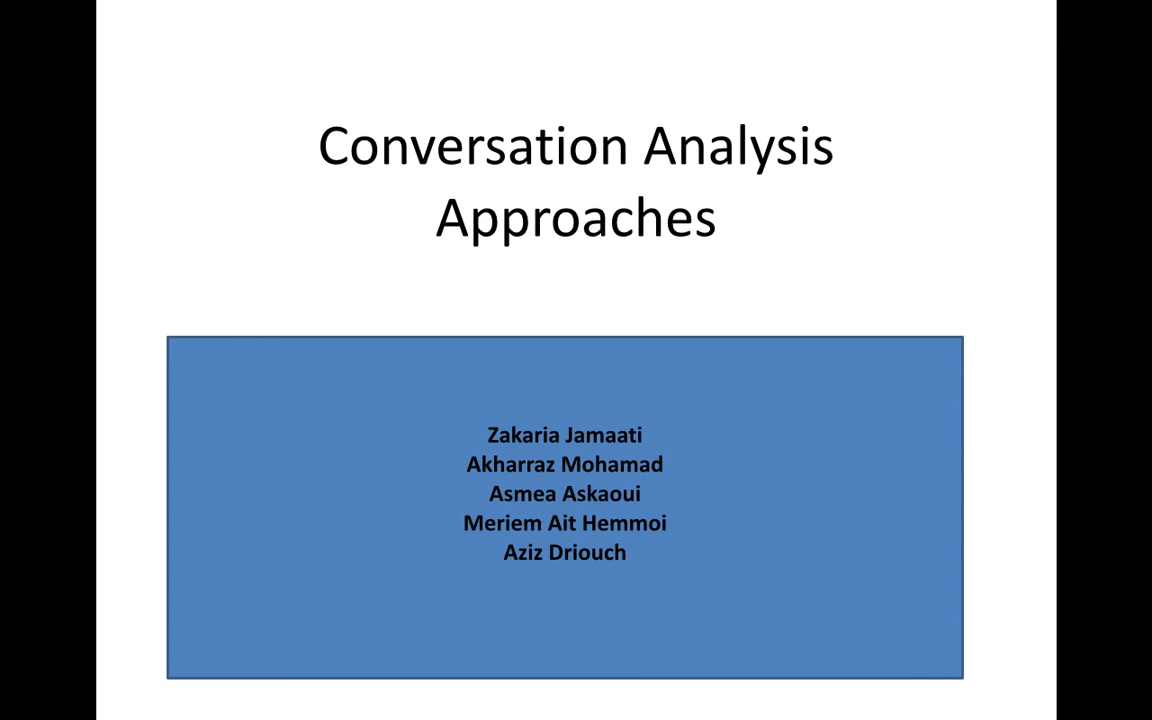 Conversation Analysis
Approaches
Zakaria Jamaati
Akharraz Mohamad
Asmea Askaoui
Meriem Ait Hemmoi
Aziz Driouch